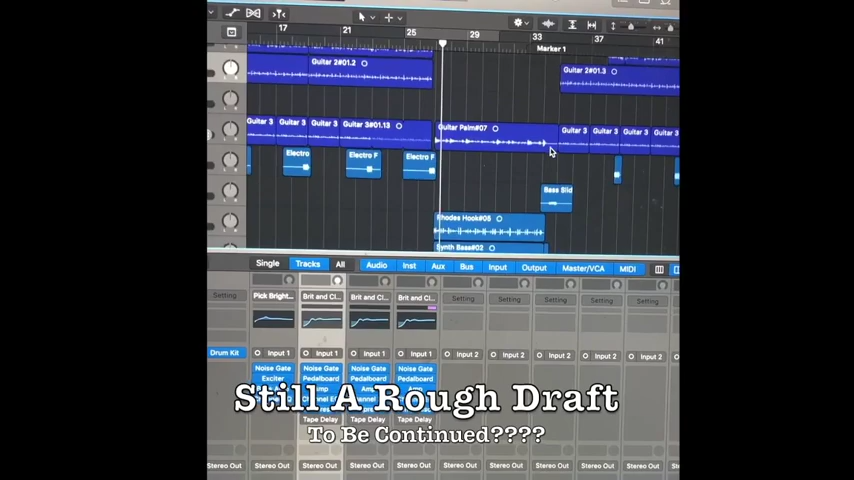 17 21 25 29 33 37 41
Marker 1
Guitar 2#01.2 Guitar 2#01.3
Guitar 3 Guitar 3 Guitar 3 Guitar 3#01.13 Guitar Palm#07 Guitar 3 Guitar 3 Guitar 3 Guitar 3
Electro Electro F Electro F
Bass Slid
Rhodes Hook#05
Synth Bass#02
Single Tracks All Audio Inst Aux Bus Input Output Master/VCA MIDI
Setting Pick Bright... Brit and Cl... Brit and Cl... Brit and Cl... Setting Setting Setting Setting Setting
Drum Kit Input 1 Input 1 Input 1 Input 1 Input 2 Input 2 Input 2 Input 2 Input 2
Noise Gate Noise Gate Noise Gate Noise Gate
Exciter Pedalboard Pedalboard Pedalboard
Still A Rough Draft
Tape Delay Tape Delay Tape Delay
To Be Continued????
Stereo Out Stereo Out Stereo Out Stereo Out Stereo Out Stereo Out Stereo Out Stereo Out Stereo Out Stereo Out